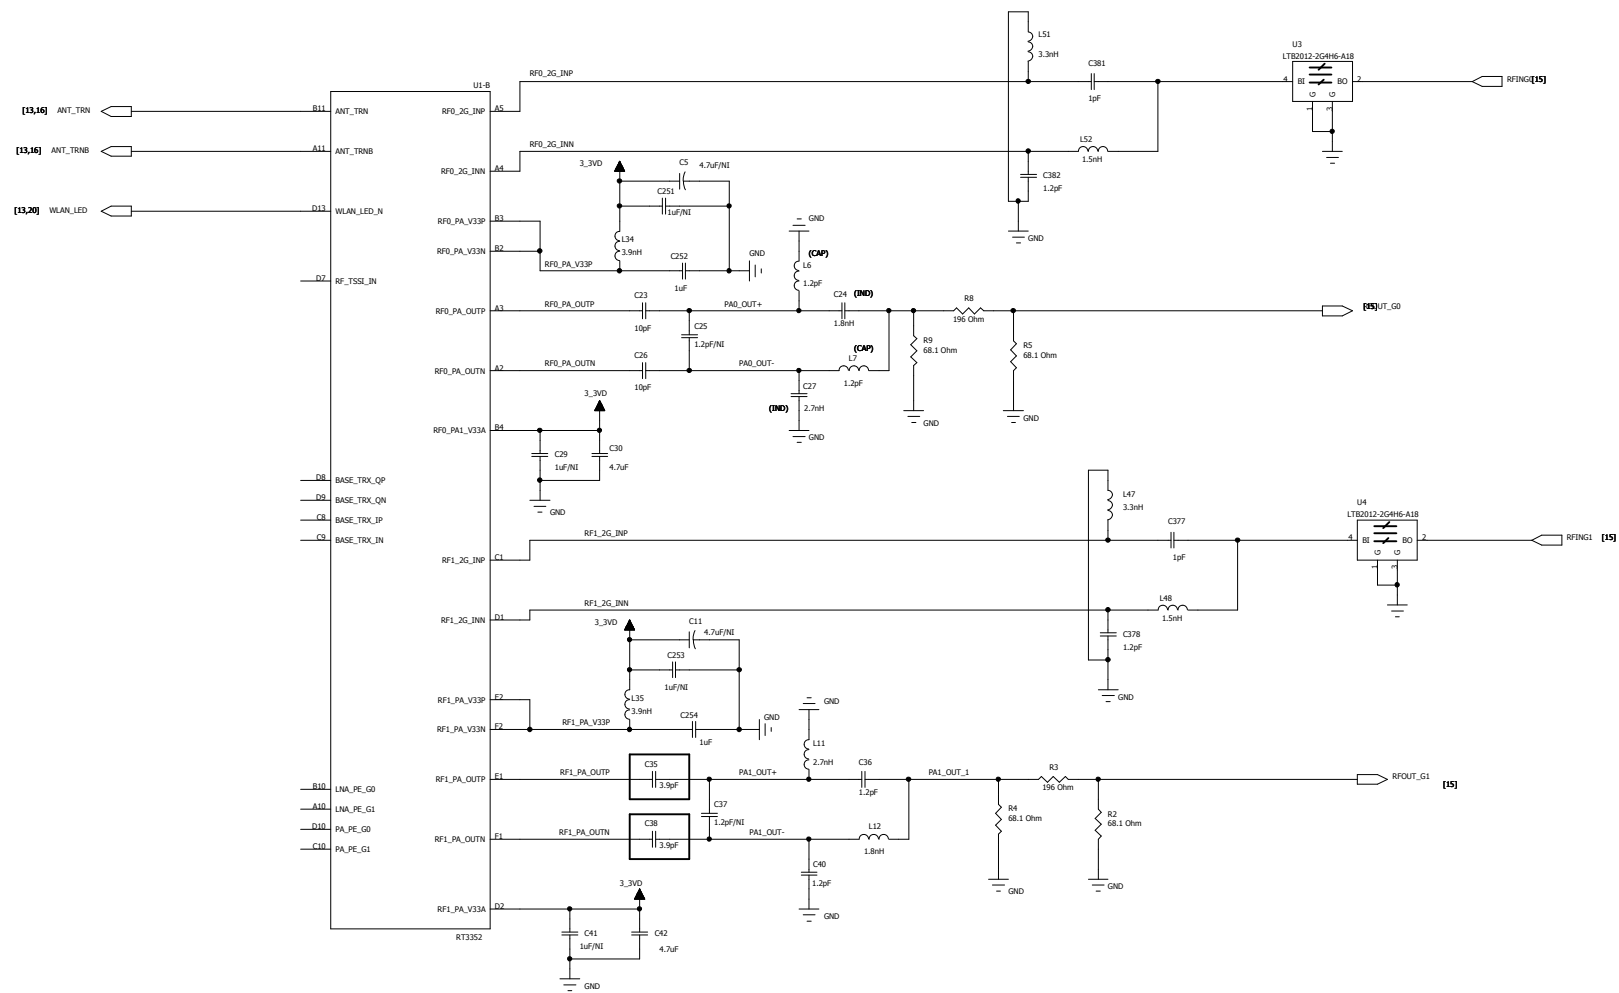 L51
3.3nH
U3
LTB2012-2G4H6-A18
C381
1pF
RF0_2G_INP
4 BI BO 2
G G
1 3
RFING0 [15]
U1-B
[13,16] ANT_TRN
B11 ANT_TRN
RF0_2G_INP A5
[13,16] ANT_TRNB
A11 ANT_TRNB
RF0_2G_INN
L52
1.5nH
RF0_2G_INN A4
3_3VD
C5
4.7uF/NI
C382
1.2pF
C251
1uF/NI
[13,20] WLAN_LED
D13 WLAN_LED_N
RF0_PA_V33P B3
GND
GND
L34
3.9nH
RF0_PA_V33N B2
C252
1uF
GND
(CAP)
RF0_PA_V33P
L6
1.2pF
D7 RF_TSSI_IN
RF0_PA_OUTP A3
RF0_PA_OUTP
C23
10pF
PA0_OUT+
C24
(IND)
1.8nH
R8
196 Ohm
[15]
UT_G0
C25
1.2pF/NI
R9
68.1 Ohm
R5
68.1 Ohm
(CAP)
L7
1.2pF
RF0_PA_OUTN A2
RF0_PA_OUTN
C26
10pF
PA0_OUT-
C27
2.7nH
(IND)
3_3VD
GND
GND
GND
RF0_PA1_V33A B4
C29
1uF/NI
C30
4.7uF
GND
D8 BASE_TRX_QP
D9 BASE_TRX_QN
C8 BASE_TRX_IP
C9 BASE_TRX_IN
L47
3.3nH
U4
LTB2012-2G4H6-A18
C377
1pF
RF1_2G_INP
4 BI BO 2
G G
1 3
RFING1 [15]
RF1_2G_INP C1
RF1_2G_INN
L48
1.5nH
RF1_2G_INN D1
3_3VD
C11
4.7uF/NI
C378
1.2pF
C253
1uF/NI
GND
RF1_PA_V33P E2
L35
3.9nH
RF1_PA_V33N F2
RF1_PA_V33P
C254
1uF
GND
GND
L11
2.7nH
RF1_PA_OUTP E1
RF1_PA_OUTP
C35
3.9pF
PA1_OUT+
C36
1.2pF
PA1_OUT_1
R3
196 Ohm
RFOUT_G1
[15]
B10 LNA_PE_G0
A10 LNA_PE_G1
D10 PA_PE_G0
C10 PA_PE_G1
C37
1.2pF/NI
R4
68.1 Ohm
R2
68.1 Ohm
RF1_PA_OUTN F1
RF1_PA_OUTN
C38
3.9pF
PA1_OUT-
L12
1.8nH
C40
1.2pF
GND
GND
GND
3_3VD
RF1_PA_V33A D2
RT3352
C41
1uF/NI
C42
4.7uF
GND